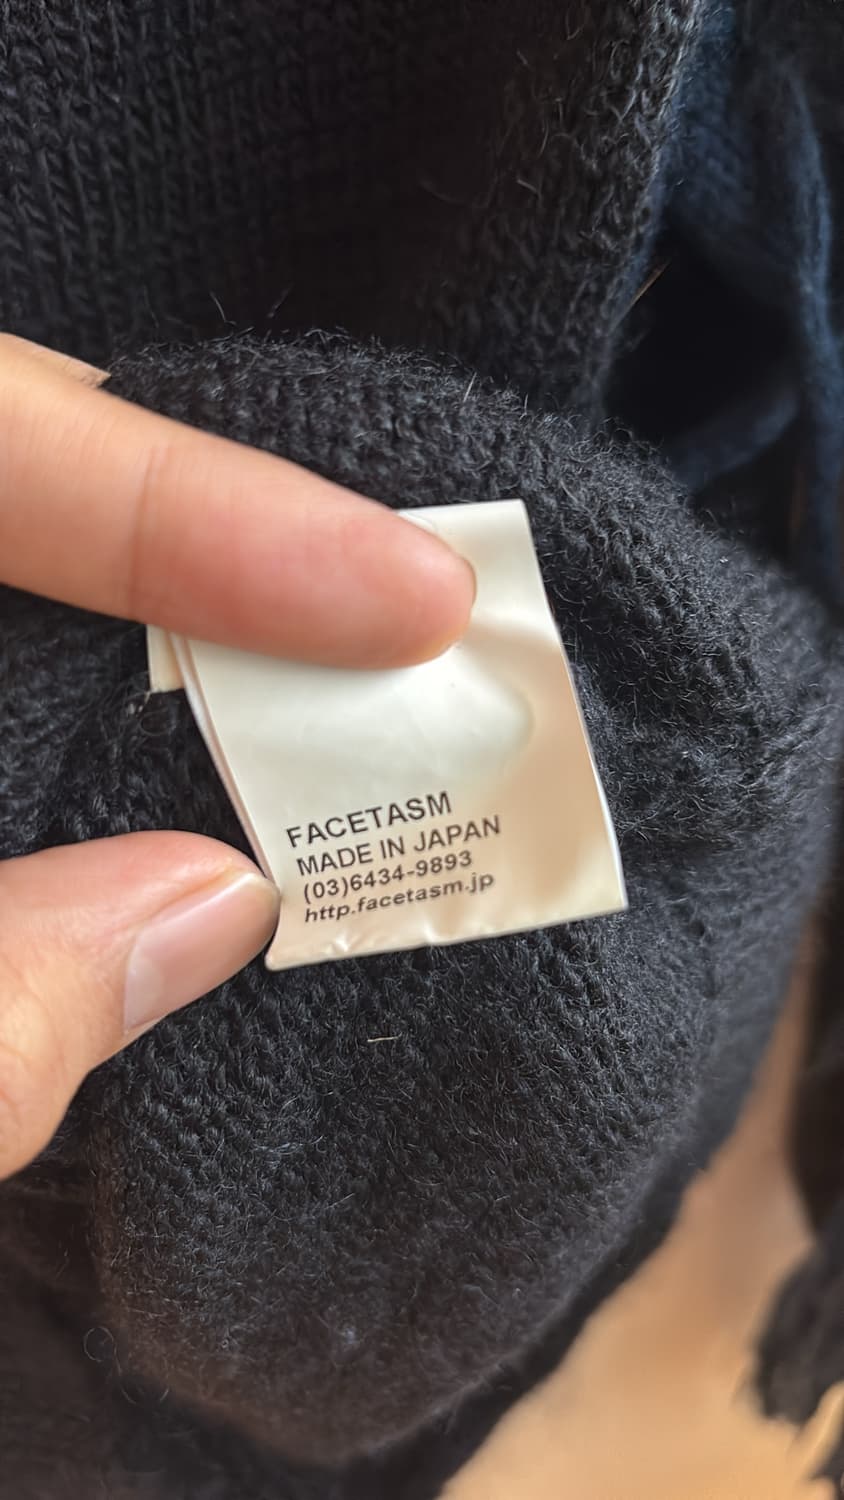 FACETASM
MADE IN JAPAN
(03)6434-9893
http.facetasm.jp